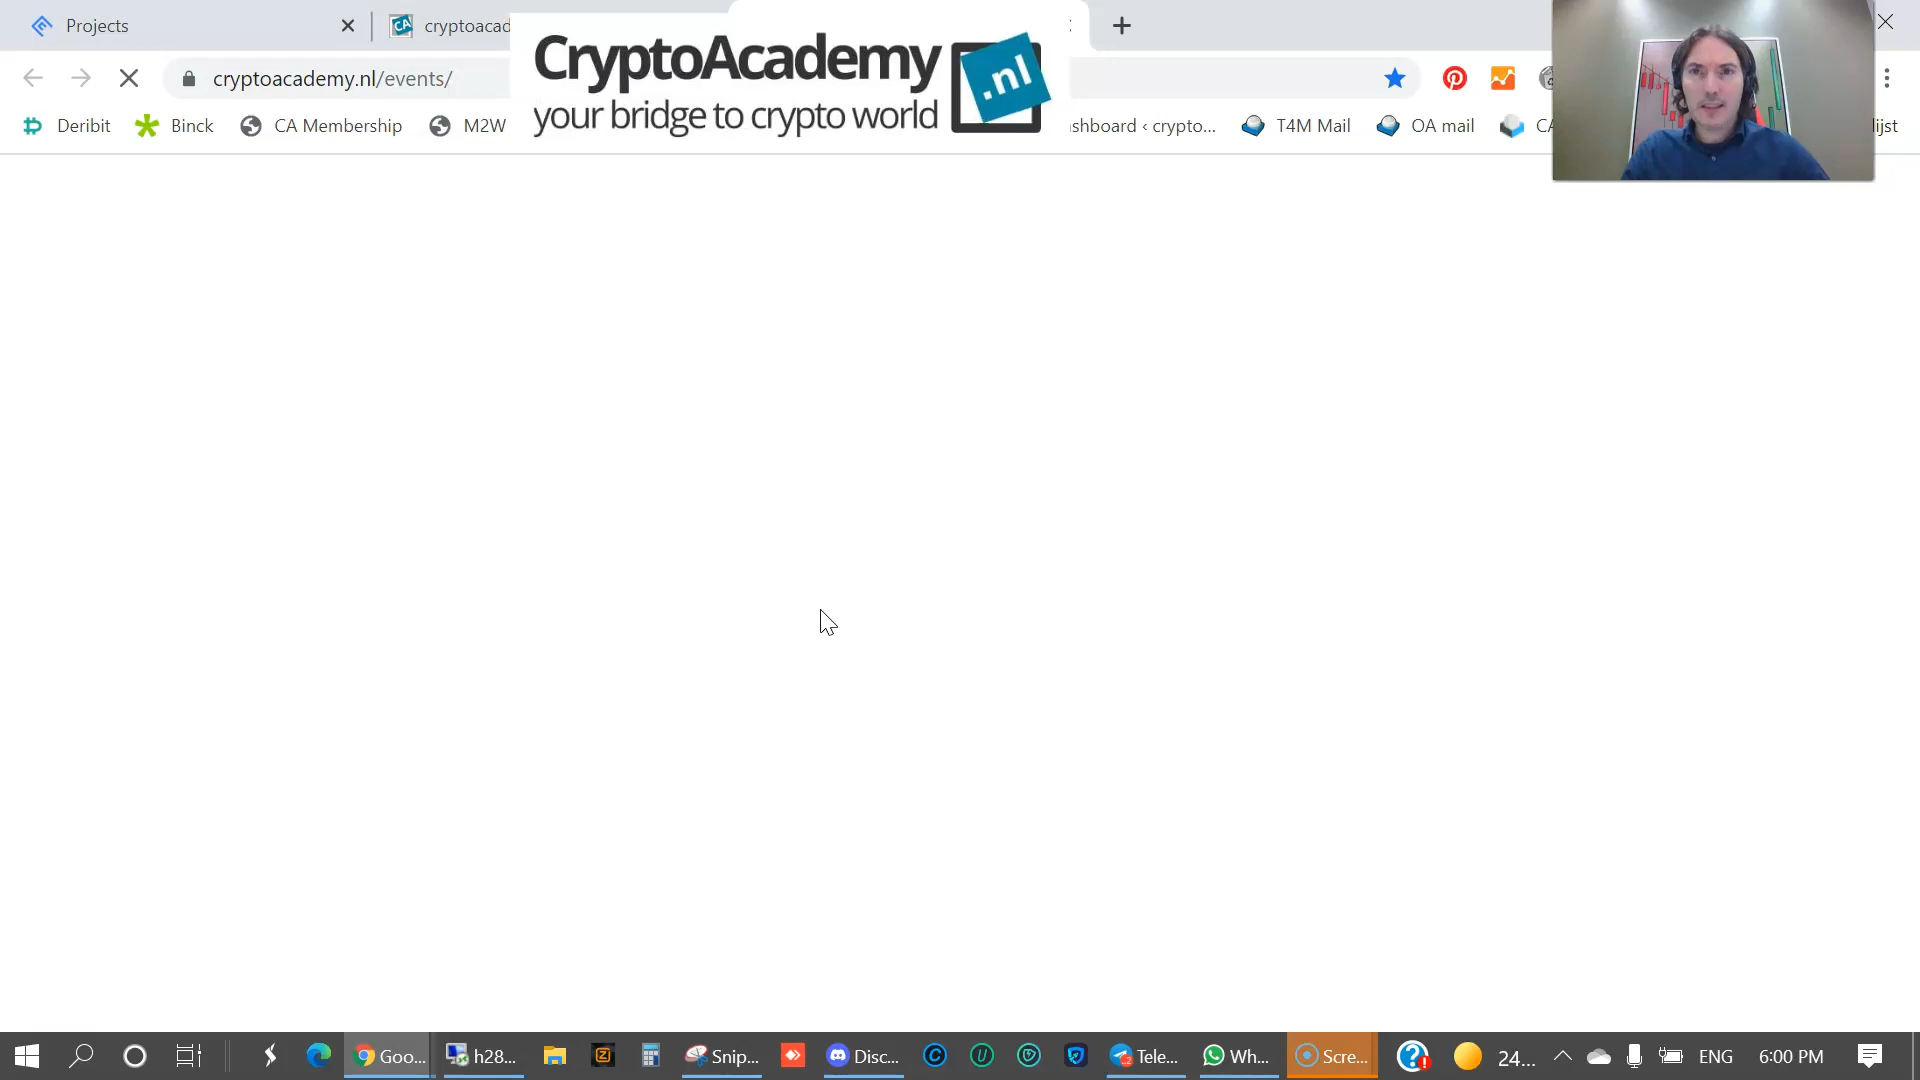 Projects
cryptoacad
CryptoAcademy
.nl
your bridge to crypto world
cryptoacademy.nl/events/
Deribit
Binck
CA Membership
M2W
shboard ‹ crypto...
T4M Mail
OA mail
CA
lijst
Goo...
h28...
Snip...
Disc...
Tele...
Wh...
Scre...
24...
ENG
6:00 PM